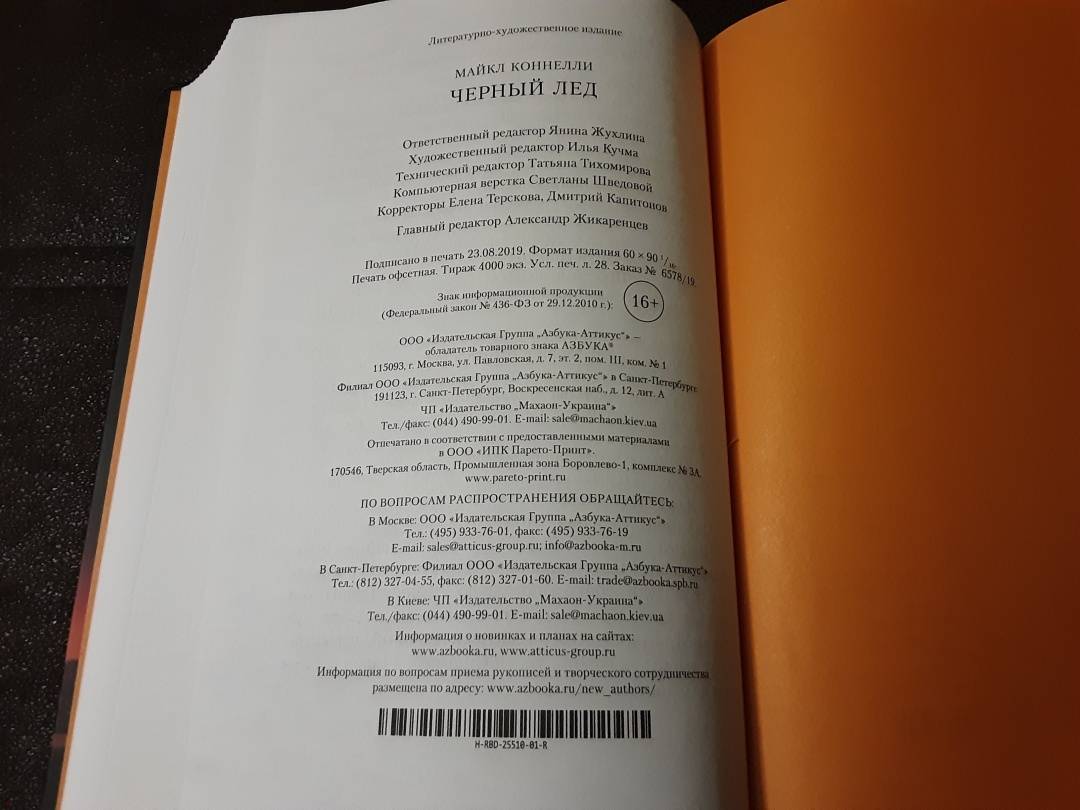 Литературно-художественное издание
МАЙКЛ КОННЕЛЛИ
ЧЕРНЫЙ ЛЕД
Ответственный редактор Янина Жухлина
Художественный редактор Илья Кучма
Технический редактор Татьяна Тихомирова
Компьютерная верстка Светланы Шведовой
Корректоры Елена Терскова, Дмитрий Капитонов
Главный редактор Александр Жикаренцев
Подписано в печать 23.08.2019. Формат издания 60 × 90 1/16.
Печать офсетная. Тираж 4000 экз. Усл. печ. л. 28. Заказ № 6578/19.
Знак информационной продукции
(Федеральный закон № 436-ФЗ от 29.12.2010 г.):
16+
ООО «Издательская Группа „Азбука-Аттикус“» —
обладатель товарного знака АЗБУКА®
115093, г. Москва, ул. Павловская, д. 7, эт. 2, пом. III, ком. № 1
Филиал ООО «Издательская Группа „Азбука-Аттикус“» в Санкт-Петербурге
191123, г. Санкт-Петербург, Воскресенская наб., д. 12, лит. А
ЧП «Издательство „Махаон-Украина“»
Тел./факс: (044) 490-99-01. E-mail: sale@machaon.kiev.ua
Отпечатано в соответствии с предоставленными материалами
в ООО «ИПК Парето-Принт».
170546, Тверская область, Промышленная зона Боровлево-1, комплекс № 3А,
www.pareto-print.ru
ПО ВОПРОСАМ РАСПРОСТРАНЕНИЯ ОБРАЩАЙТЕСЬ:
В Москве: ООО «Издательская Группа „Азбука-Аттикус“»
Тел.: (495) 933-76-01, факс: (495) 933-76-19
E-mail: sales@atticus-group.ru; info@azbooka-m.ru
В Санкт-Петербурге: Филиал ООО «Издательская Группа „Азбука-Аттикус“»
Тел.: (812) 327-04-55, факс: (812) 327-01-60. E-mail: trade@azbooka.spb.ru
В Киеве: ЧП «Издательство „Махаон-Украина“»
Тел./факс: (044) 490-99-01. E-mail: sale@machaon.kiev.ua
Информация о новинках и планах на сайтах:
www.azbooka.ru, www.atticus-group.ru
Информация по вопросам приема рукописей и творческого сотрудничества
размещена по адресу: www.azbooka.ru/new_authors/
H-RBD-25510-01-R